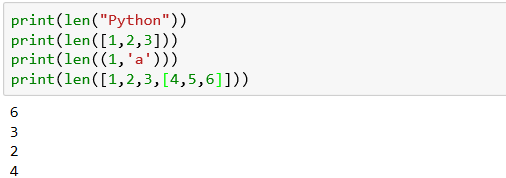 print(len("Python"))
print(len([1,2,3]))
print(len((1,'a')))
print(len([1,2,3,[4,5,6]]))
6
3
2
4